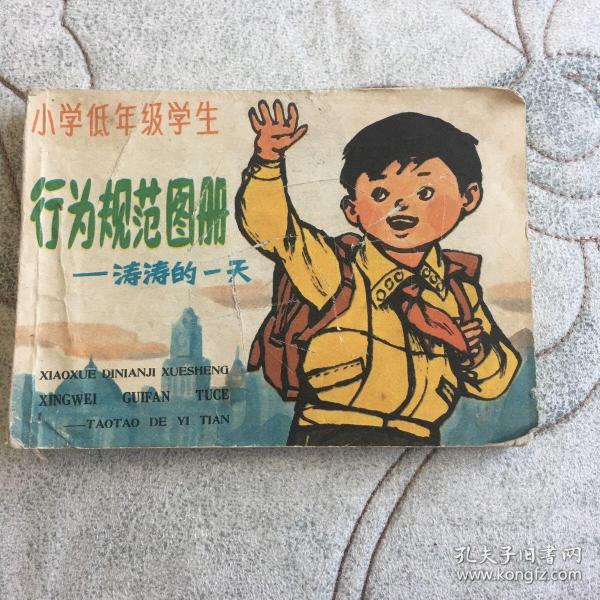 小学低年级学生
行为规范图册
——涛涛的一天
XIAOXUE DINIANJI XUESHENG
XINGWEI GUIFAN TUCE
——TAOTAO DE YI TIAN
孔夫子旧书网
www.kongfz.com